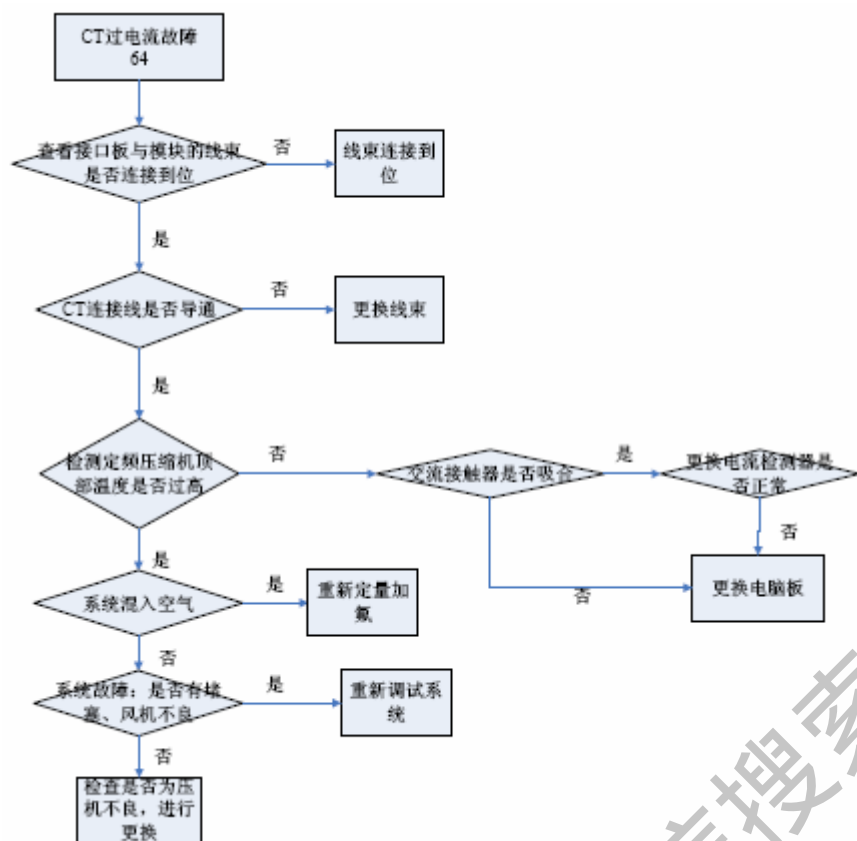 CT过电流故障
64
查看接口板与模块的线束
是否连接到位
否
线束连接到
位
是
CT连接线是否导通
否
更换线束
是
检测定频压缩机顶
部温度是否过高
否
交流接触器是否吸合
是
更换电流检测器是
否正常
否
否
更换电脑板
是
系统混入空气
是
重新定量加
氟
否
系统故障：是否有堵
塞、风机不良
是
重新调试系
统
否
检查是否为压
机不良，进行
更换
搜索